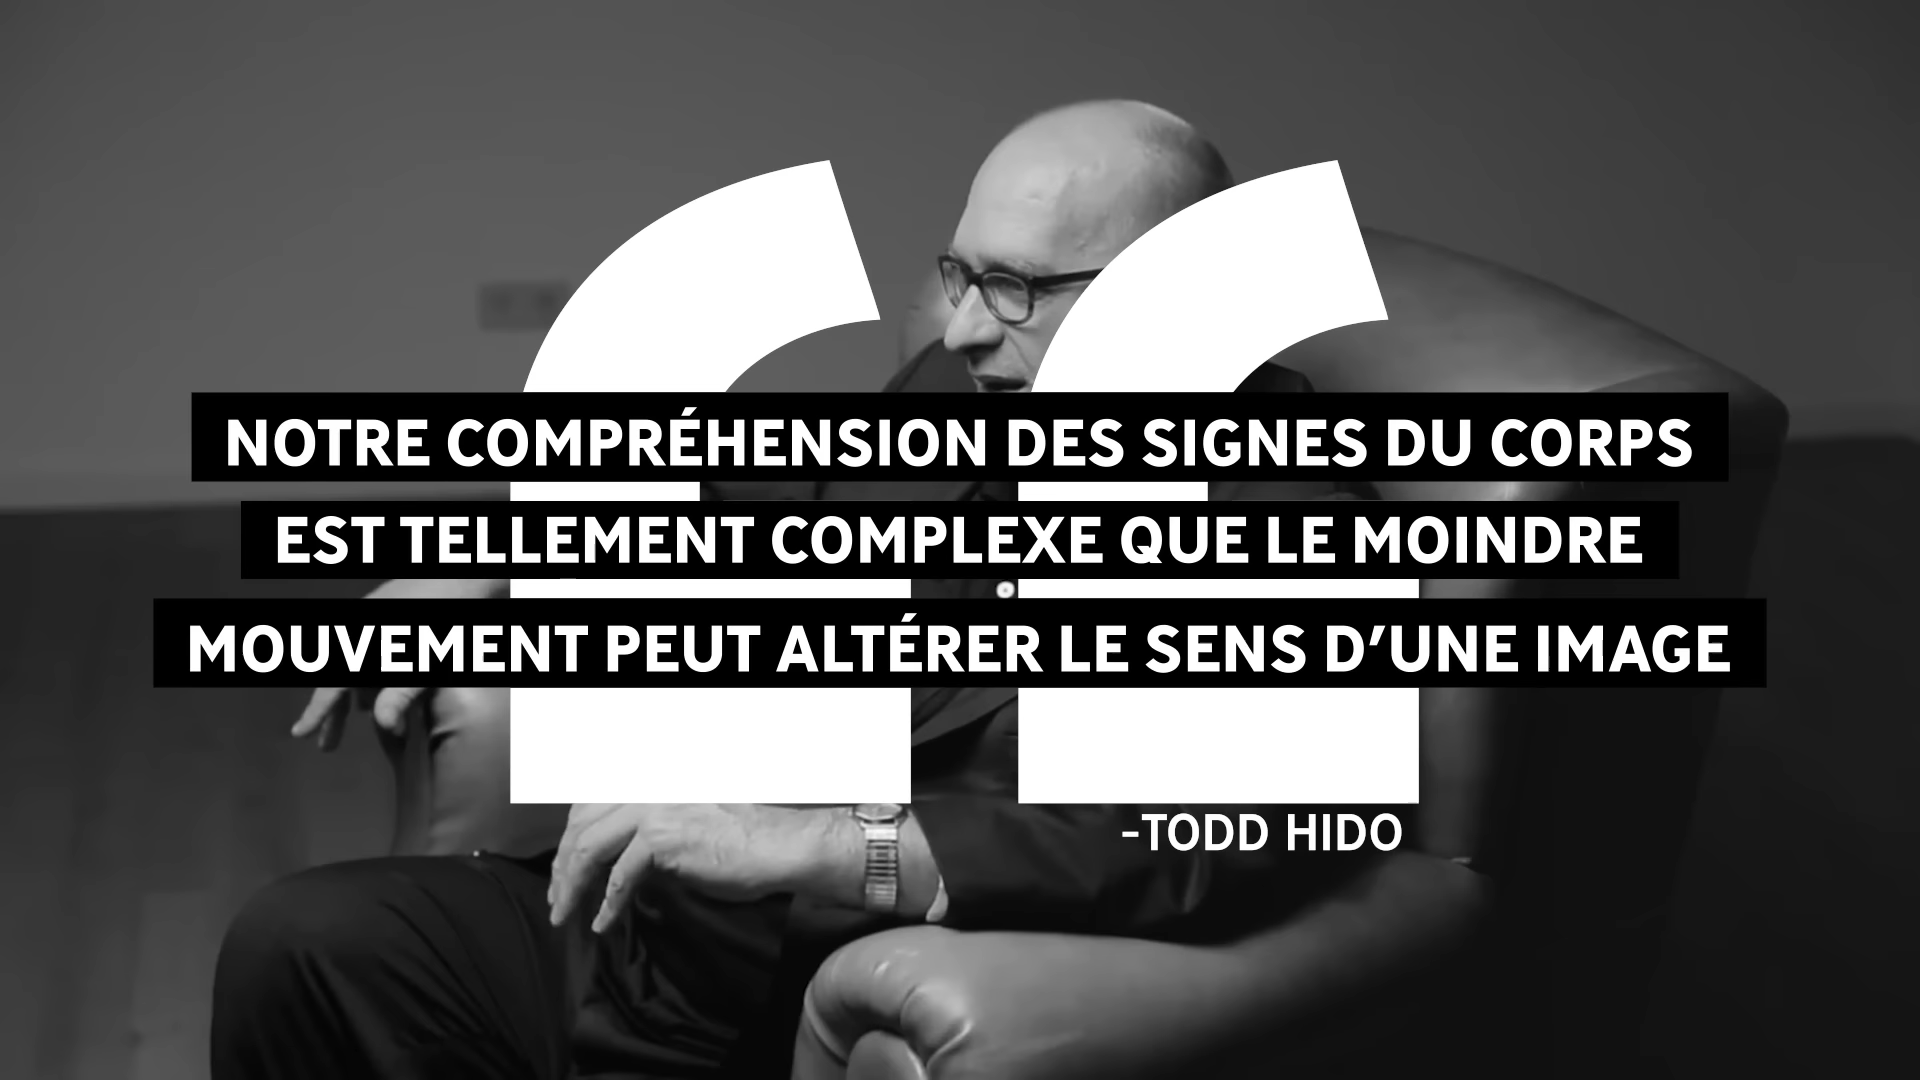 NOTRE COMPRÉHENSION DES SIGNES DU CORPS
EST TELLEMENT COMPLEXE QUE LE MOINDRE
MOUVEMENT PEUT ALTÉRER LE SENS D’UNE IMAGE
-TODD HIDO